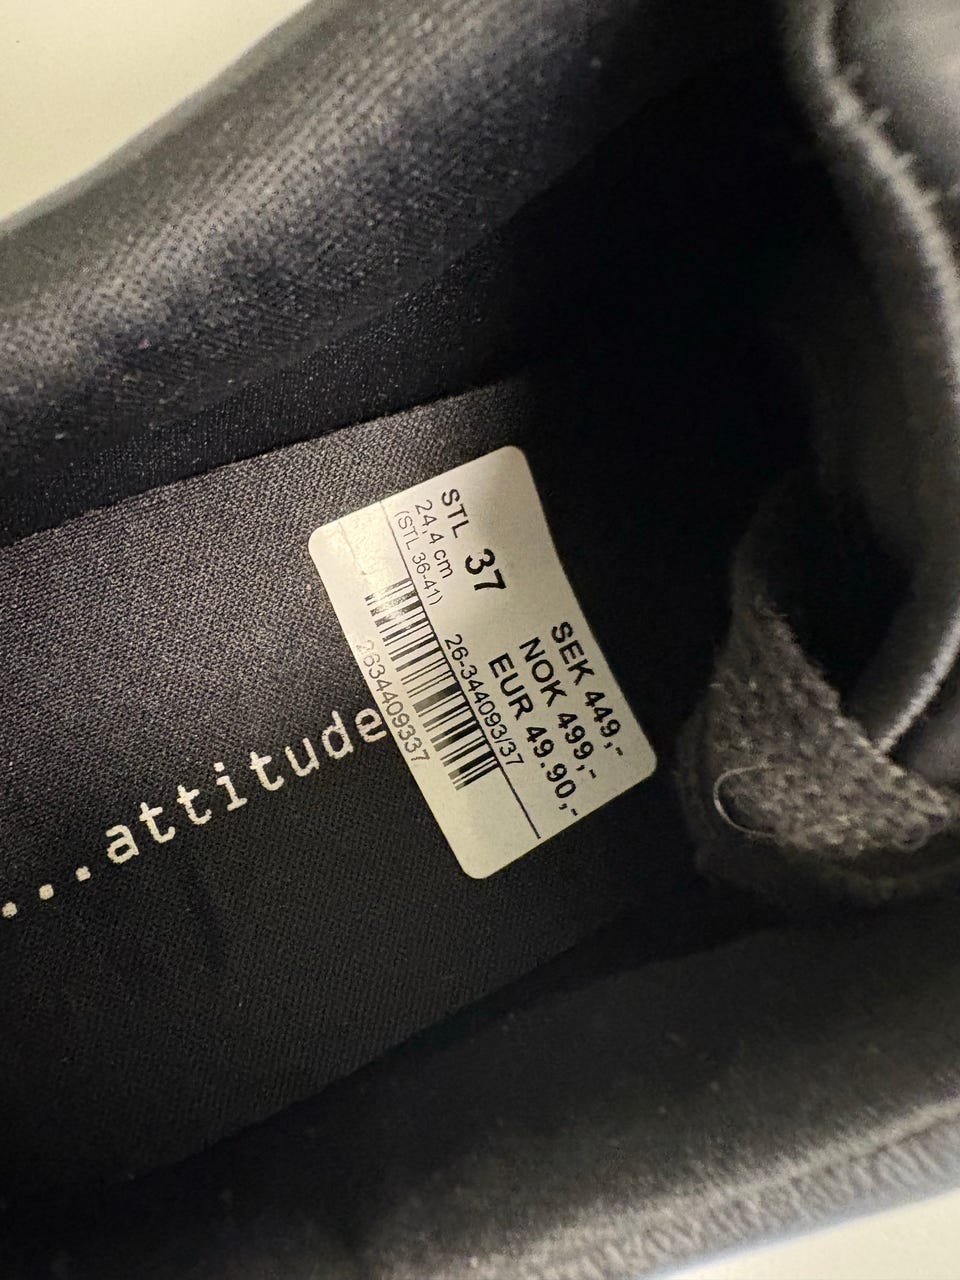 STL 37
24,4 cm
(STL 36-41)
SEK 449,-
NOK 499,-
EUR 49.90,-
26-344093/37
2634409337
...attitude